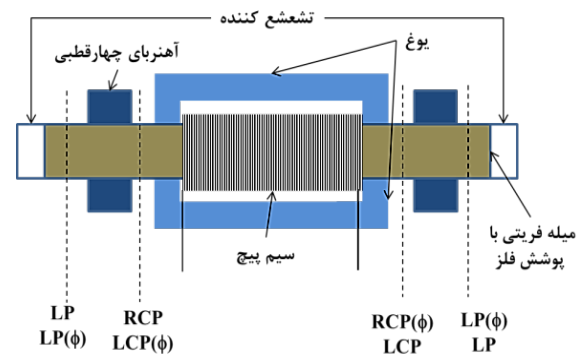 تشعشع کننده
آهنربای چهارقطبی
یوغ
سیم پیچ
میله فریتی با
پوشش فلز
LP
LP(ϕ)
RCP
LCP(ϕ)
RCP(ϕ)
LCP
LP(ϕ)
LP